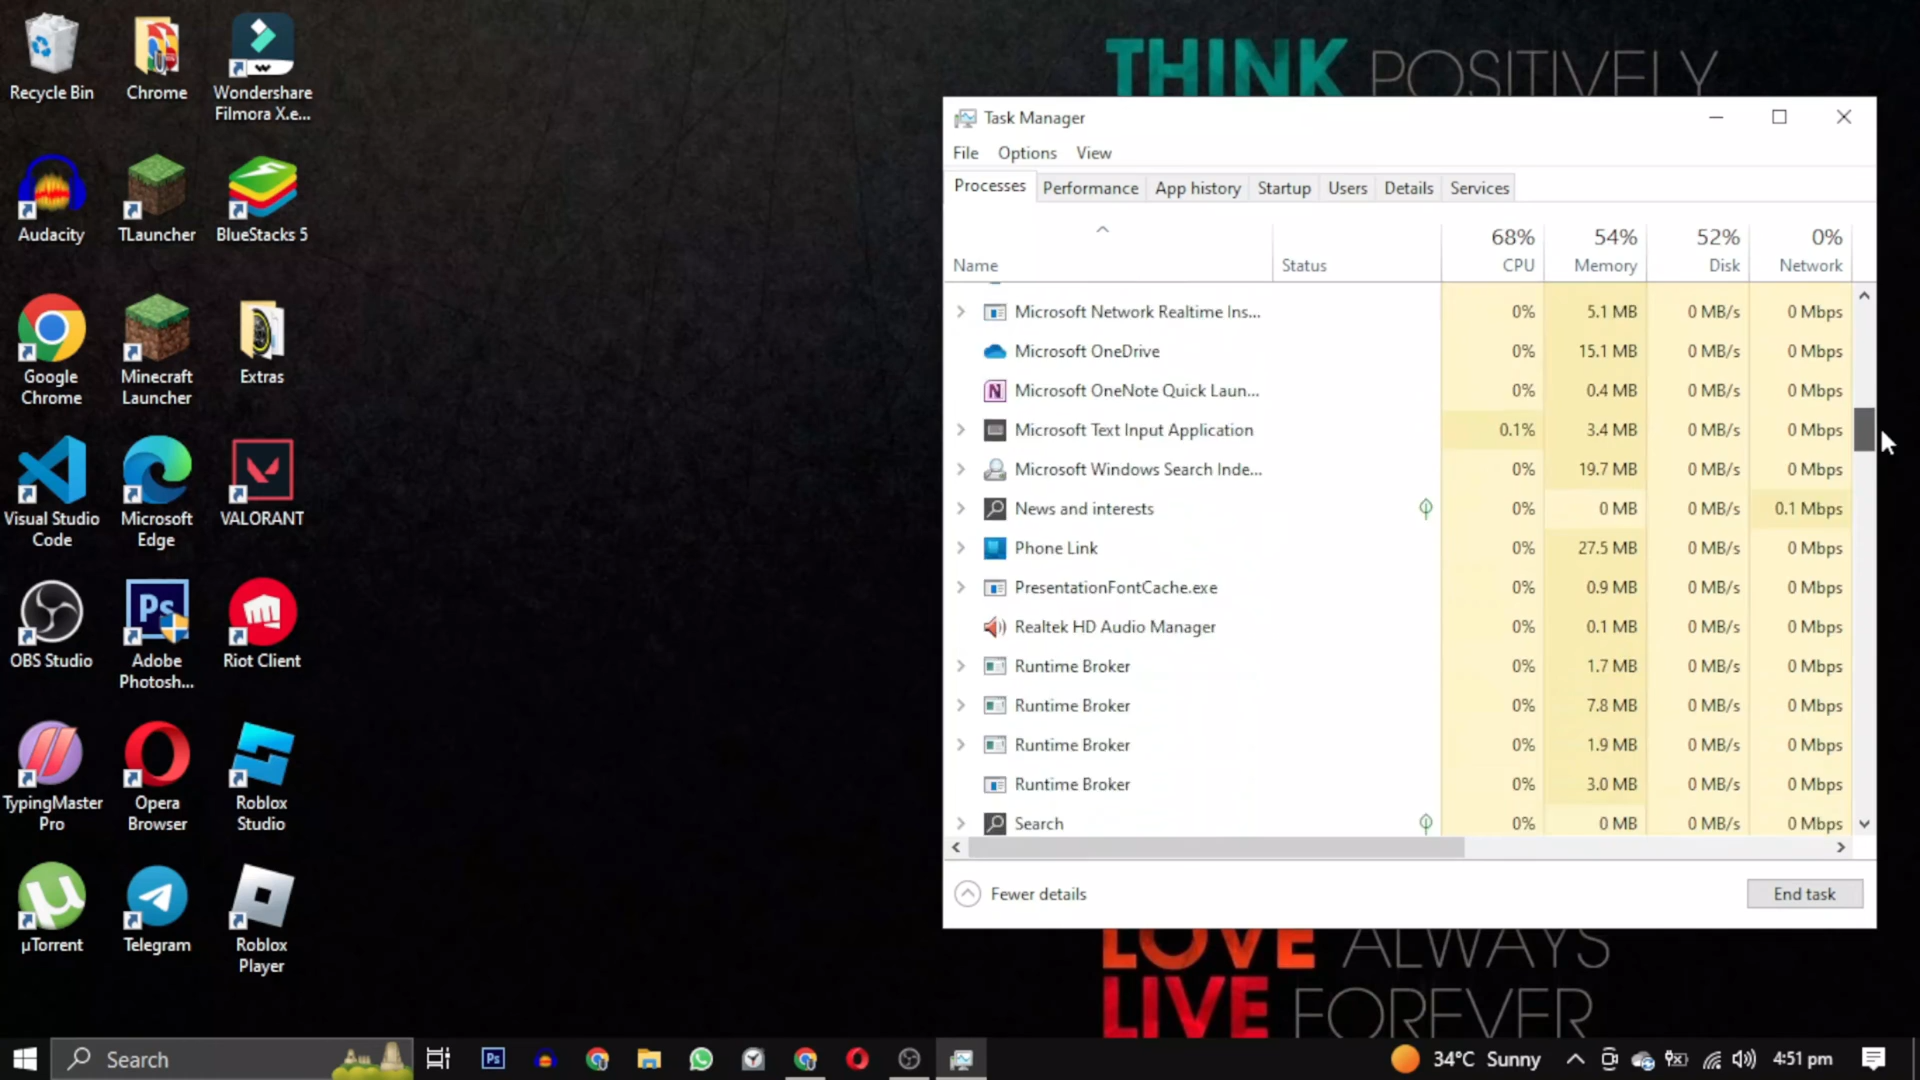 THINK POSITIVELY
Recycle Bin
Chrome
Wondershare
Filmora X.e...
Audacity
TLauncher
BlueStacks 5
Google
Chrome
Minecraft
Launcher
Extras
Visual Studio
Code
Microsoft
Edge
VALORANT
OBS Studio
Ps
Adobe
Photosh...
Riot Client
TypingMaster
Pro
Opera
Browser
Roblox
Studio
µTorrent
Telegram
Roblox
Player
Task Manager
File Options View
Processes Performance App history Startup Users Details Services
68% 54% 52% 0%
Name Status CPU Memory Disk Network
Microsoft Network Realtime Ins... 0% 5.1 MB 0 MB/s 0 Mbps
Microsoft OneDrive 0% 15.1 MB 0 MB/s 0 Mbps
Microsoft OneNote Quick Laun... 0% 0.4 MB 0 MB/s 0 Mbps
Microsoft Text Input Application 0.1% 3.4 MB 0 MB/s 0 Mbps
Microsoft Windows Search Inde... 0% 19.7 MB 0 MB/s 0 Mbps
News and interests 0% 0 MB 0 MB/s 0.1 Mbps
Phone Link 0% 27.5 MB 0 MB/s 0 Mbps
PresentationFontCache.exe 0% 0.9 MB 0 MB/s 0 Mbps
Realtek HD Audio Manager 0% 0.1 MB 0 MB/s 0 Mbps
Runtime Broker 0% 1.7 MB 0 MB/s 0 Mbps
Runtime Broker 0% 7.8 MB 0 MB/s 0 Mbps
Runtime Broker 0% 1.9 MB 0 MB/s 0 Mbps
Runtime Broker 0% 3.0 MB 0 MB/s 0 Mbps
Search 0% 0 MB 0 MB/s 0 Mbps
Fewer details End task
LOVE ALWAYS
LIVE FOREVER
Search Ps 34°C Sunny 4:51 pm